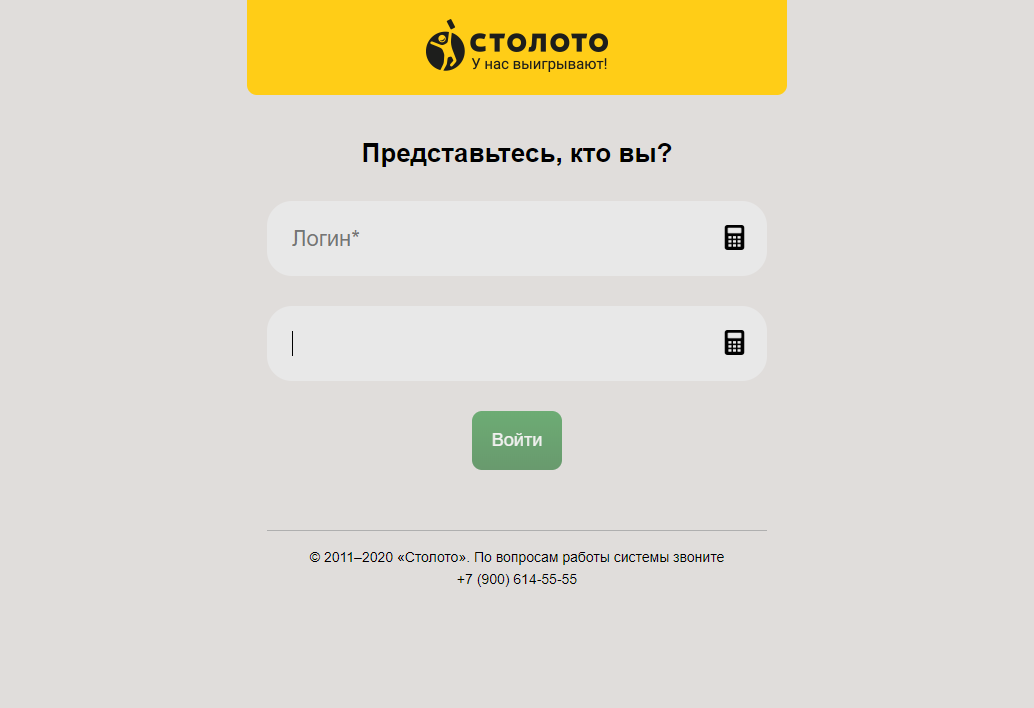 СТОЛОТО
У нас выигрывают!
Представьтесь, кто вы?
Логин*
Войти
© 2011–2020 «Столото». По вопросам работы системы звоните
+7 (900) 614-55-55